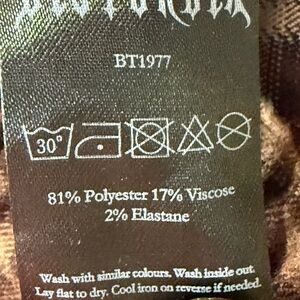 BT1977
30°
81% Polyester 17% Viscose
2% Elastane
Wash with similar colours. Wash inside out.
Lay flat to dry. Cool iron on reverse if needed.